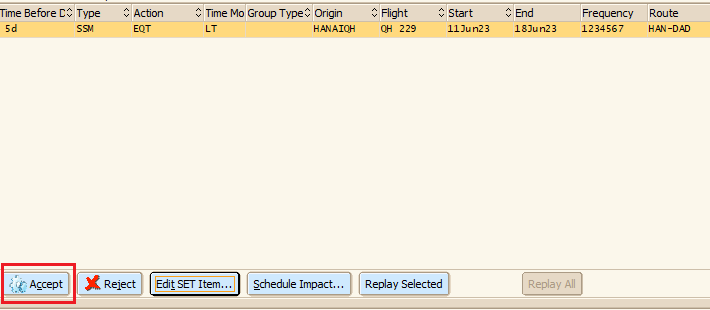 Time Before D Type Action Time Mo Group Type Origin Flight Start End Frequency Route
5d SSM EQT LT HANAIQH QH 229 11Jun23 18Jun23 1234567 HAN-DAD
Accept Reject Edit SET Item... Schedule Impact... Replay Selected Replay All